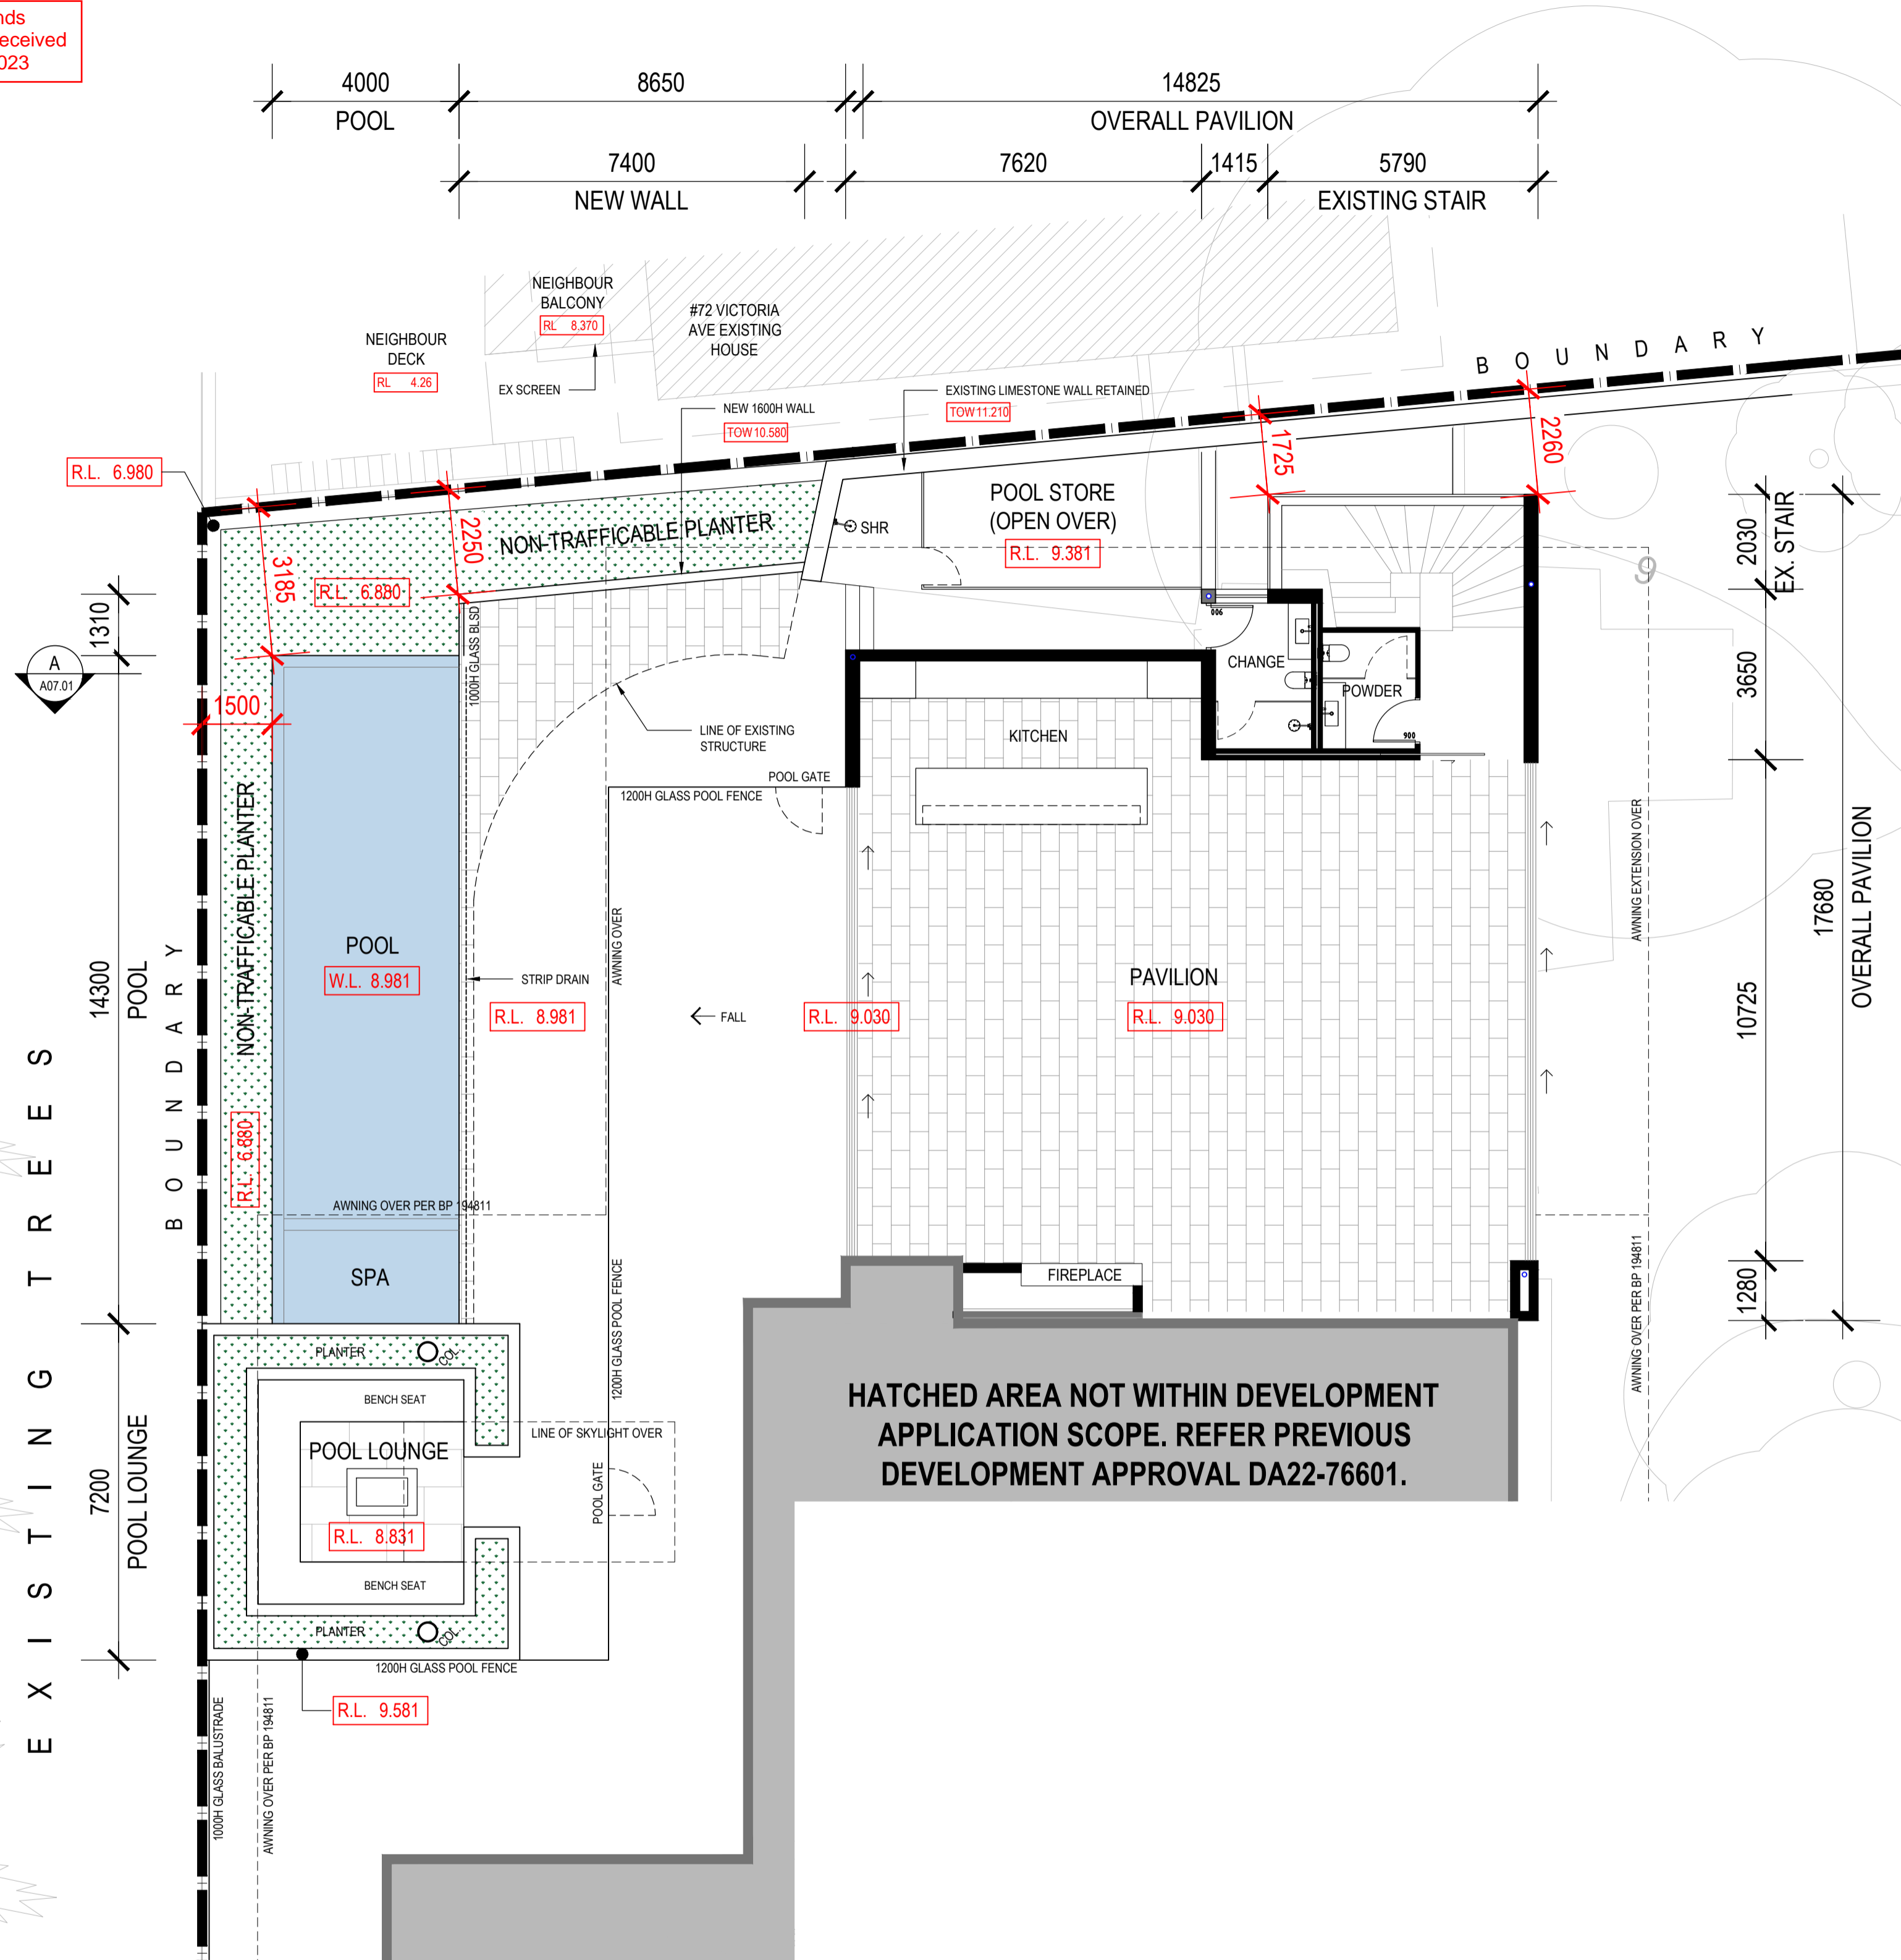 nds
eceived
023
4000
POOL
8650
14825
OVERALL PAVILION
7400
NEW WALL
7620
1415
5790
EXISTING STAIR
NEIGHBOUR
BALCONY
RL 8.370
#72 VICTORIA
AVE EXISTING
HOUSE
NEIGHBOUR
DECK
RL 4.26
EX SCREEN
NEW 1600H WALL
TOW 10.580
EXISTING LIMESTONE WALL RETAINED
TOW 11.210
BOUNDARY
R.L. 6.980
3185
2250
1725
2260
NON-TRAFFICABLE PLANTER
R.L. 6.880
SHR
POOL STORE
(OPEN OVER)
R.L. 9.381
2030
EX. STAIR
9
1310
A
A07.01
1500
1000H GLASS BLSD
LINE OF EXISTING
STRUCTURE
POOL GATE
1200H GLASS POOL FENCE
KITCHEN
900
CHANGE
POWDER
900
3650
NON-TRAFFICABLE PLANTER
R.L. 6.880
BOUNDARY
14300
POOL
POOL
W.L. 8.981
STRIP DRAIN
R.L. 8.981
AWNING OVER
FALL
R.L. 9.030
PAVILION
R.L. 9.030
AWNING EXTENSION OVER
10725
17680
OVERALL PAVILION
AWNING OVER PER BP 194811
SPA
1200H GLASS POOL FENCE
FIREPLACE
AWNING OVER PER BP 194811
1280
EXISTING TREES
7200
POOL LOUNGE
PLANTER
COL
BENCH SEAT
POOL LOUNGE
LINE OF SKYLIGHT OVER
POOL GATE
R.L. 8.831
BENCH SEAT
PLANTER
COL
1200H GLASS POOL FENCE
R.L. 9.581
1000H GLASS BALUSTRADE
AWNING OVER PER BP 194811
HATCHED AREA NOT WITHIN DEVELOPMENT
APPLICATION SCOPE. REFER PREVIOUS
DEVELOPMENT APPROVAL DA22-76601.